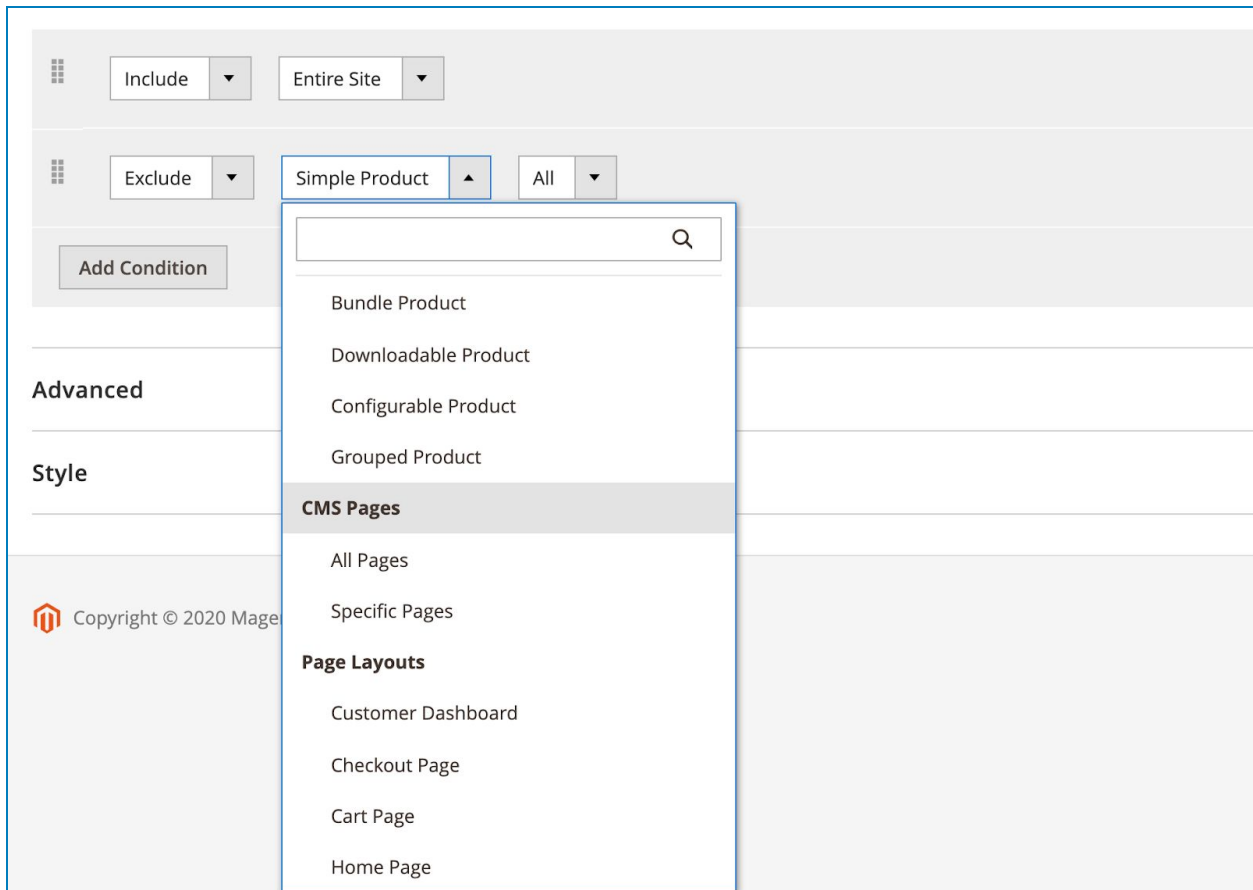 Include Entire Site
Exclude Simple Product All
Add Condition
Bundle Product
Downloadable Product
Advanced
Configurable Product
Grouped Product
Style
CMS Pages
All Pages
Specific Pages
Copyright © 2020 Mage
Page Layouts
Customer Dashboard
Checkout Page
Cart Page
Home Page